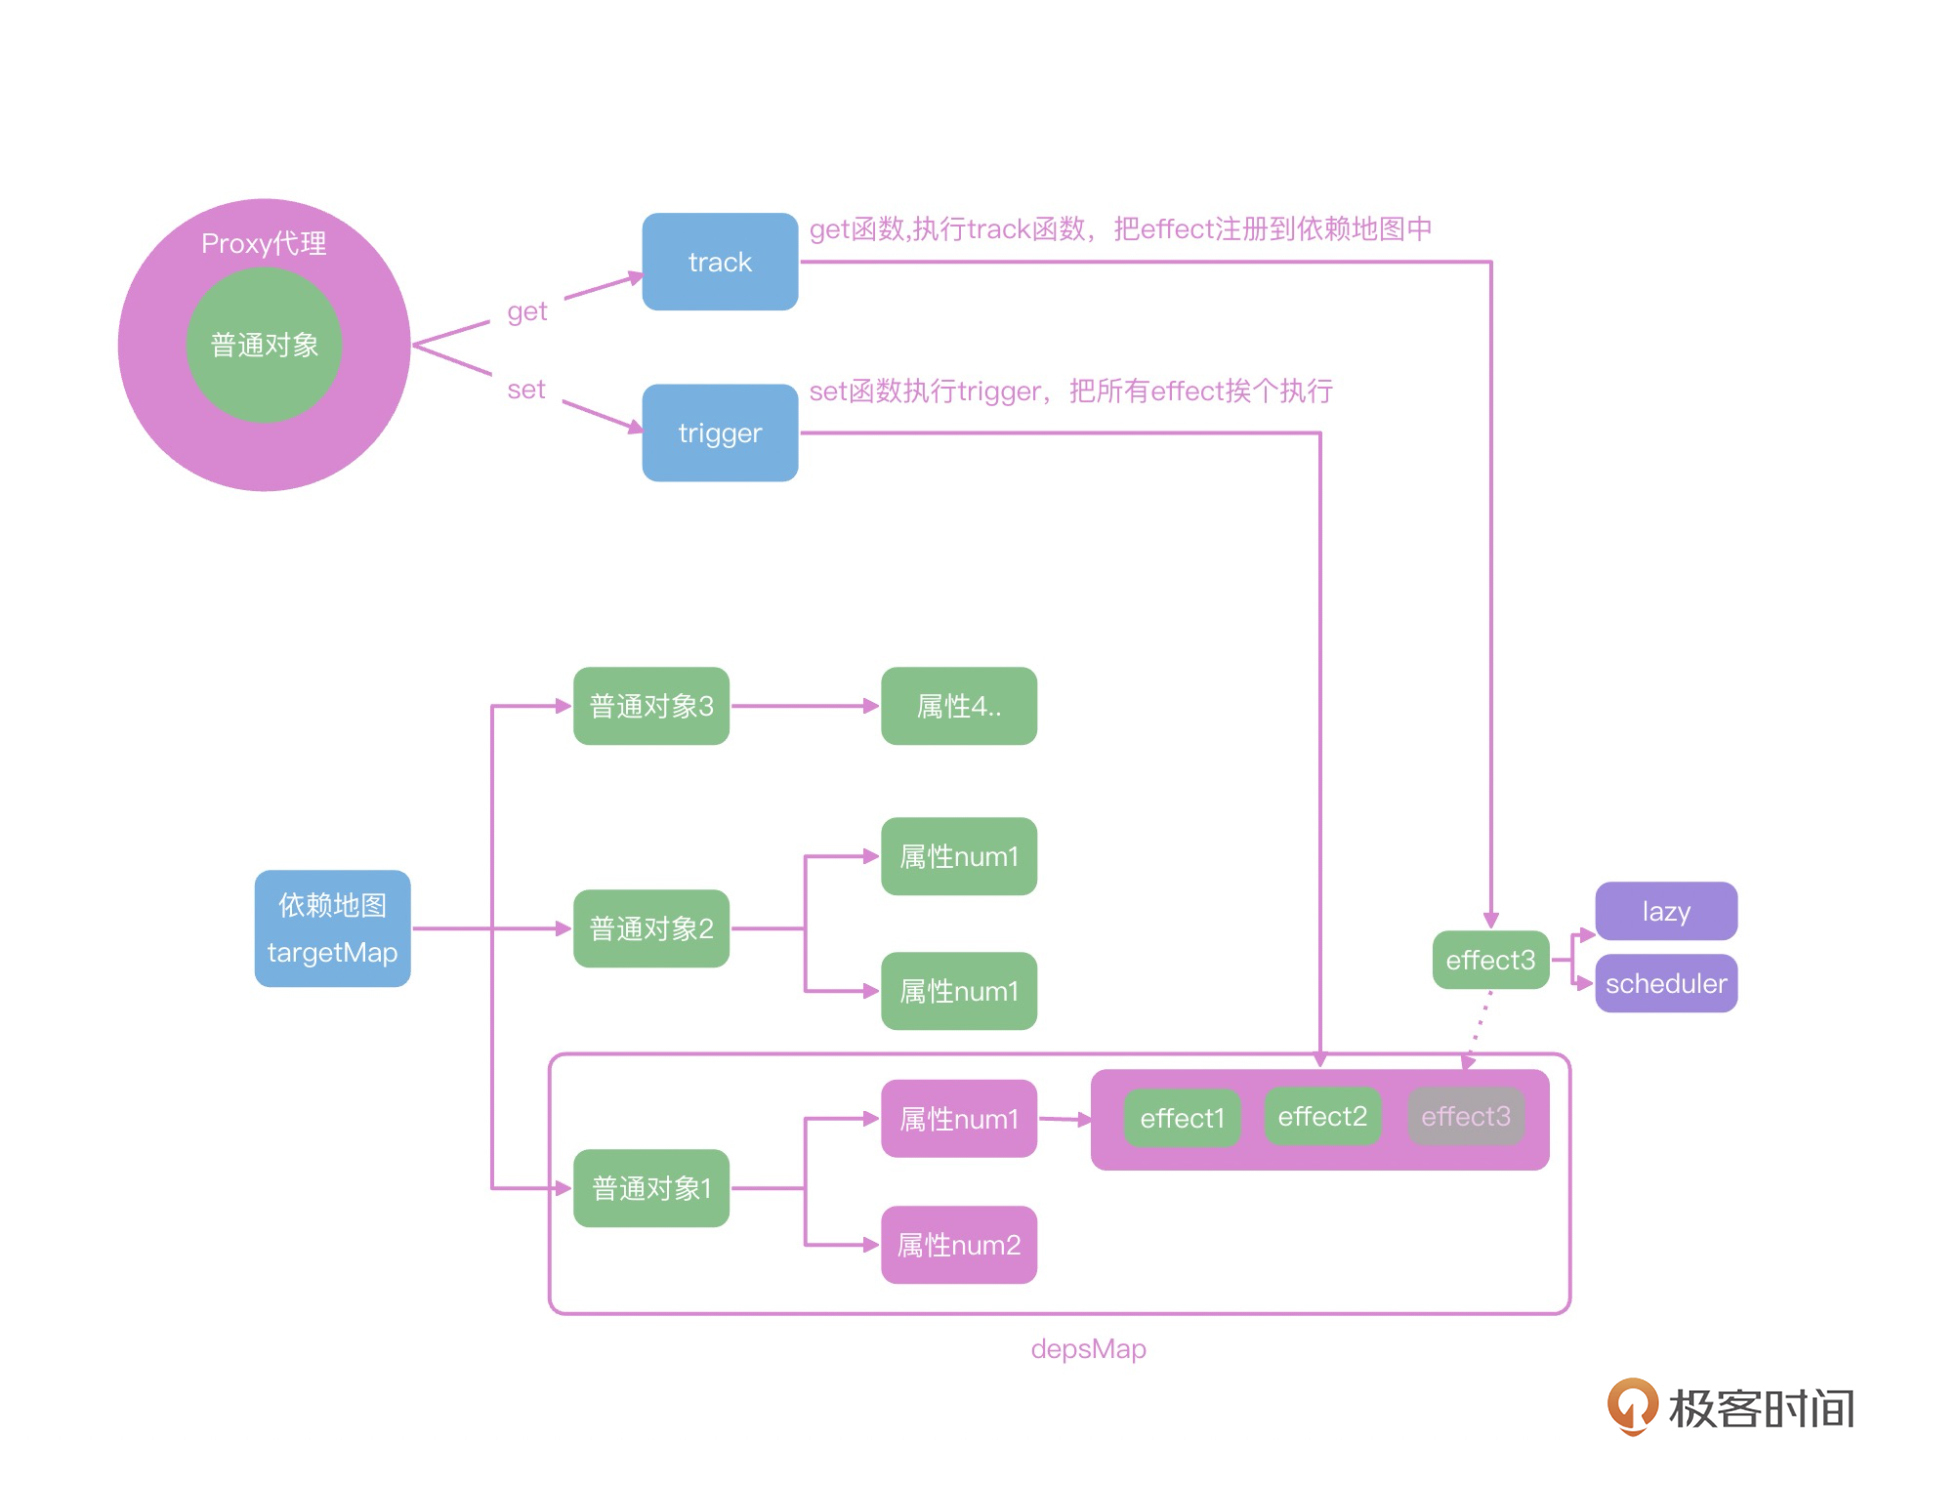 Proxy代理
普通对象
get
set
track
get函数,执行track函数，把effect注册到依赖地图中
trigger
set函数执行trigger，把所有effect挨个执行
普通对象3
属性4..
依赖地图
targetMap
普通对象2
属性num1
属性num1
effect3
lazy
scheduler
普通对象1
属性num1
effect1
effect2
effect3
属性num2
depsMap
极客时间